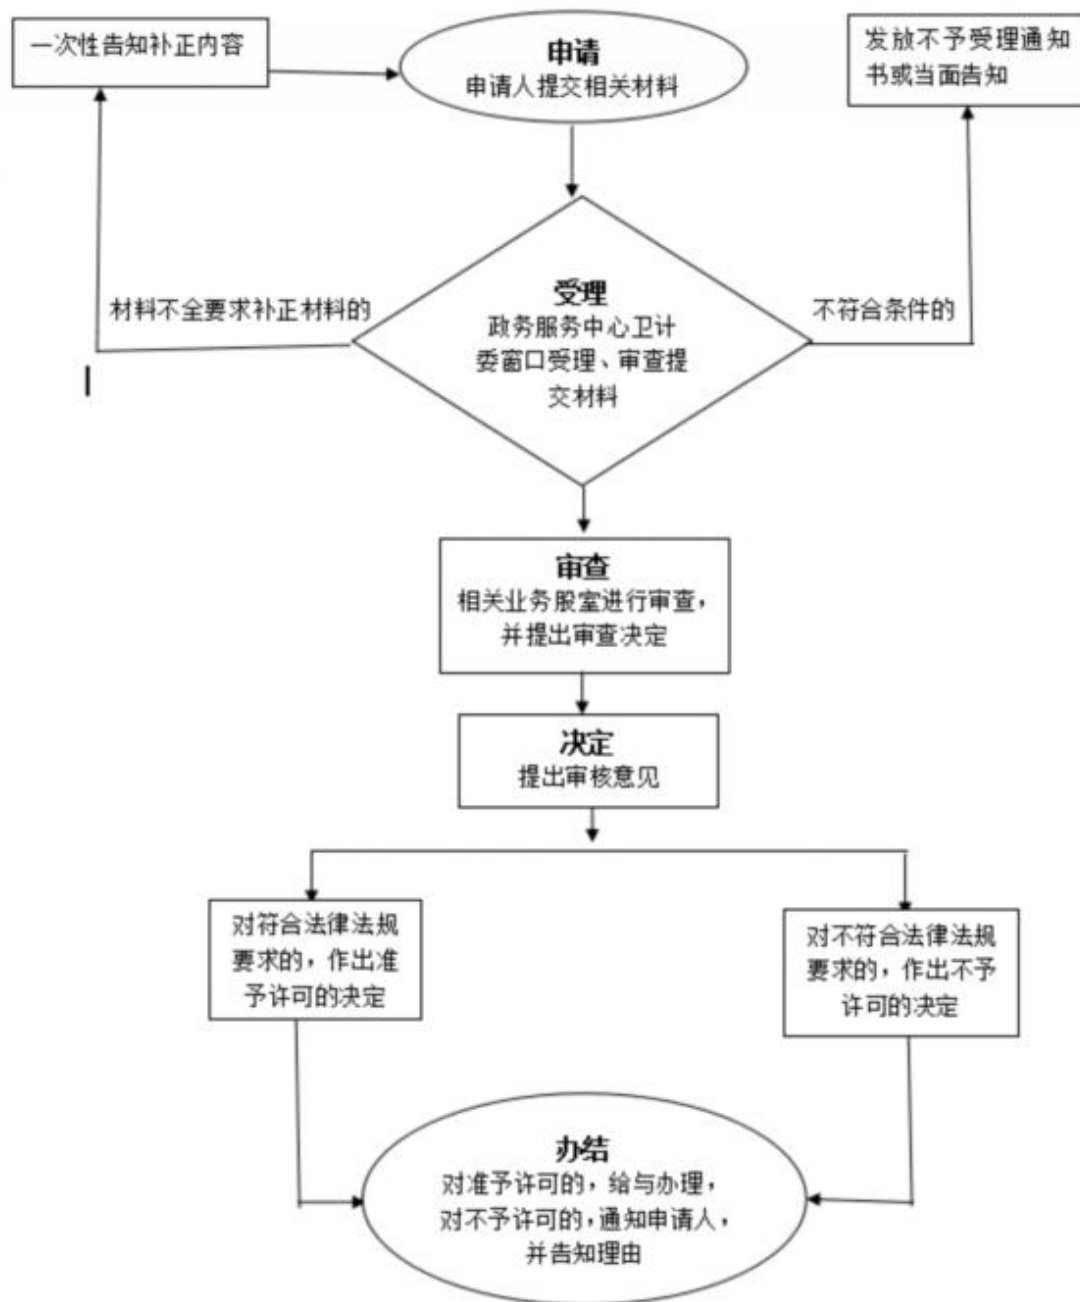 一次性告知补正内容
申请
申请人提交相关材料
发放不予受理通知
书或当面告知
材料不全要求补正材料的
受理
政务服务中心卫计
委窗口受理、审查提
交材料
不符合条件的
审查
相关业务股室进行审查，
并提出审查决定
决定
提出审核意见
对符合法律法规
要求的，作出准
予许可的决定
对不符合法律法规
要求的，作出不予
许可的决定
办结
对准予许可的，给与办理，
对不予许可的，通知申请人，
并告知理由